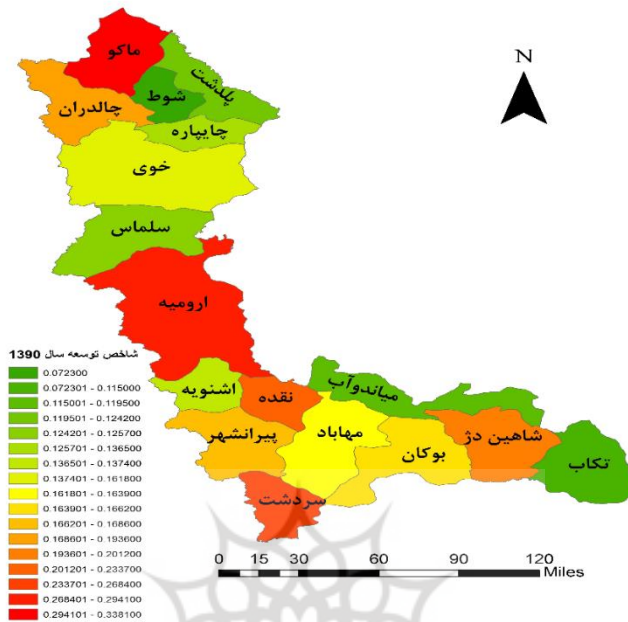 ماکو
پلدشت
شوط
چالدران
چایپاره
خوی
سلماس
ارومیه
اشنویه
نقده
میاندوآب
پیرانشهر
مهاباد
بوکان
شاهین دژ
تکاب
سردشت
N
شاخص توسعه سال 1390
0.072300
0.072301 - 0.115000
0.115001 - 0.119500
0.119501 - 0.124200
0.124201 - 0.125700
0.125701 - 0.136500
0.136501 - 0.137400
0.137401 - 0.161800
0.161801 - 0.163900
0.163901 - 0.166200
0.166201 - 0.168600
0.168601 - 0.193600
0.193601 - 0.201200
0.201201 - 0.233700
0.233701 - 0.268400
0.268401 - 0.294100
0.294101 - 0.338100
0 15 30 60 90 120
Miles